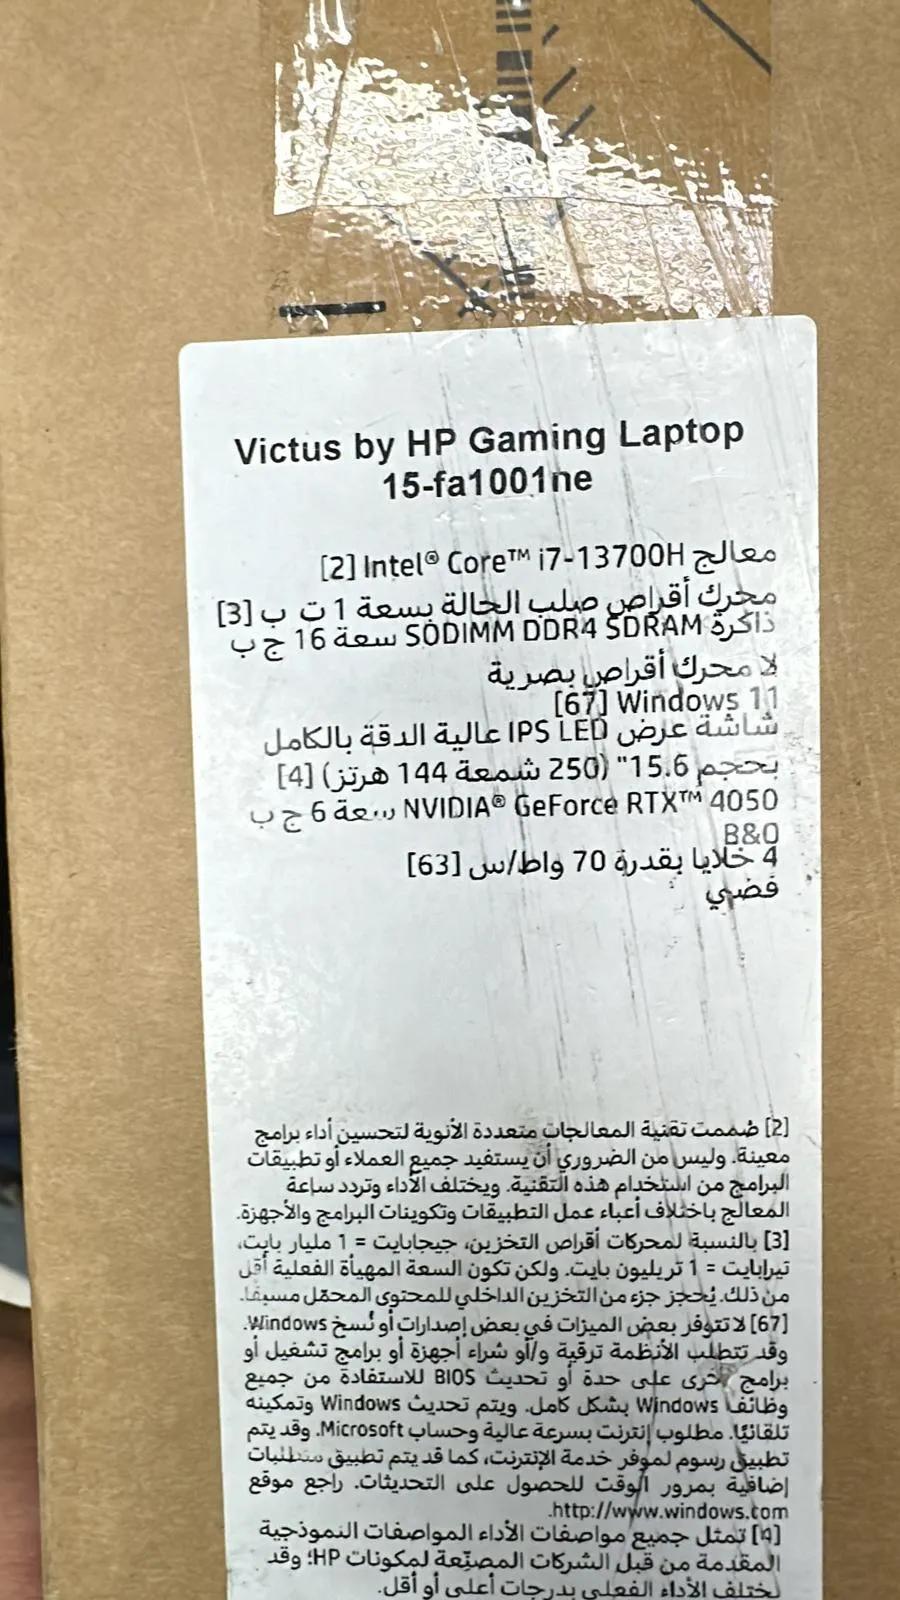 Victus by HP Gaming Laptop
15-fa1001ne
معالج Intel® Core™ i7-13700H [2]
محرك أقراص صلب الحالة بسعة 1 ت ب [3]
ذاكرة SODIMM DDR4 SDRAM سعة 16 ج ب
لا محرك أقراص بصرية
Windows 11 [67]
شاشة عرض IPS LED عالية الدقة بالكامل
بحجم 15.6" (250 شمعة 144 هرتز) [4]
NVIDIA® GeForce RTX™ 4050 سعة 6 ج ب
B&O
4 خلايا بقدرة 70 واط/س [63]
فضي
[2] صُممت تقنية المعالجات متعددة الأنوية لتحسين أداء برامج
معينة. وليس من الضروري أن يستفيد جميع العملاء أو تطبيقات
البرامج من استخدام هذه التقنية. ويختلف الأداء وتردد ساعة
المعالج باختلاف أعباء عمل التطبيقات وتكوينات البرامج والأجهزة.
[3] بالنسبة لمحركات أقراص التخزين، جيجابايت = 1 مليار بايت،
تيرابايت = 1 تريليون بايت. ولكن تكون السعة المهيأة الفعلية أقل
من ذلك. يُحجز جزء من التخزين الداخلي للمحتوى المحمّل مسبقًا.
[67] لا تتوفر بعض الميزات في بعض إصدارات أو نُسخ Windows.
وقد تتطلب الأنظمة ترقية و/أو شراء أجهزة أو برامج تشغيل أو
برامج أخرى على حدة أو تحديث BIOS للاستفادة من جميع
وظائف Windows بشكل كامل. ويتم تحديث Windows وتمكينه
تلقائيًا. مطلوب إنترنت بسرعة عالية وحساب Microsoft. وقد يتم
تطبيق رسوم لموفر خدمة الإنترنت، كما قد يتم تطبيق متطلبات
إضافية بمرور الوقت للحصول على التحديثات. راجع موقع
http://www.windows.com.
[4] تمثل جميع مواصفات الأداء المواصفات النموذجية
المقدمة من قبل الشركات المصنّعة لمكونات HP؛ وقد
يختلف الأداء الفعلي بدرجات أعلى أو أقل.